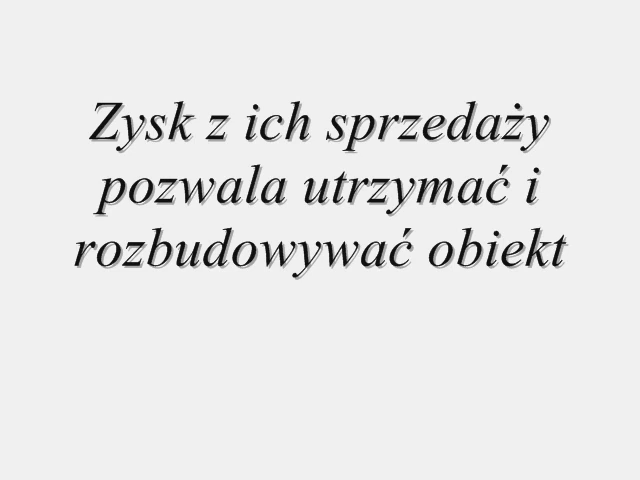 Zysk z ich sprzedaży
pozwala utrzymać i
rozbudowywać obiekt